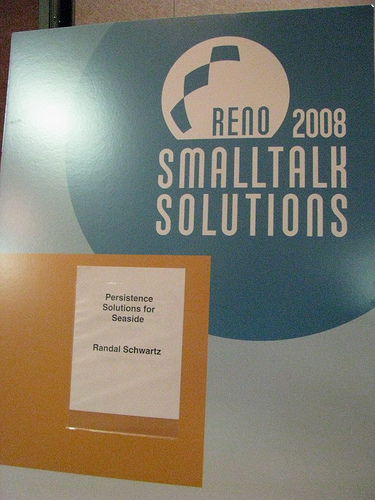 RENO 2008
SMALLTALK
SOLUTIONS
Persistence
Solutions for
Seaside
Randal Schwartz